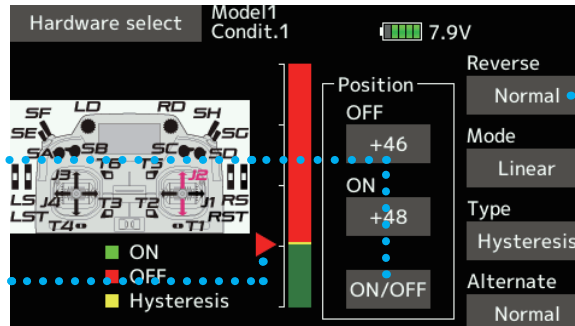 Hardware select
Model1
Condit.1
7.9V
Reverse
Normal
Mode
Linear
Type
Hysteresis
Alternate
Normal
Position
OFF
+46
ON
+48
ON/OFF
SF LD RD SH
SE SG
SA SB SC SD
T6 T5
J3 J2
LS J4 T3 T2 J1 RS
LST RST
T4 T1
ON
OFF
Hysteresis